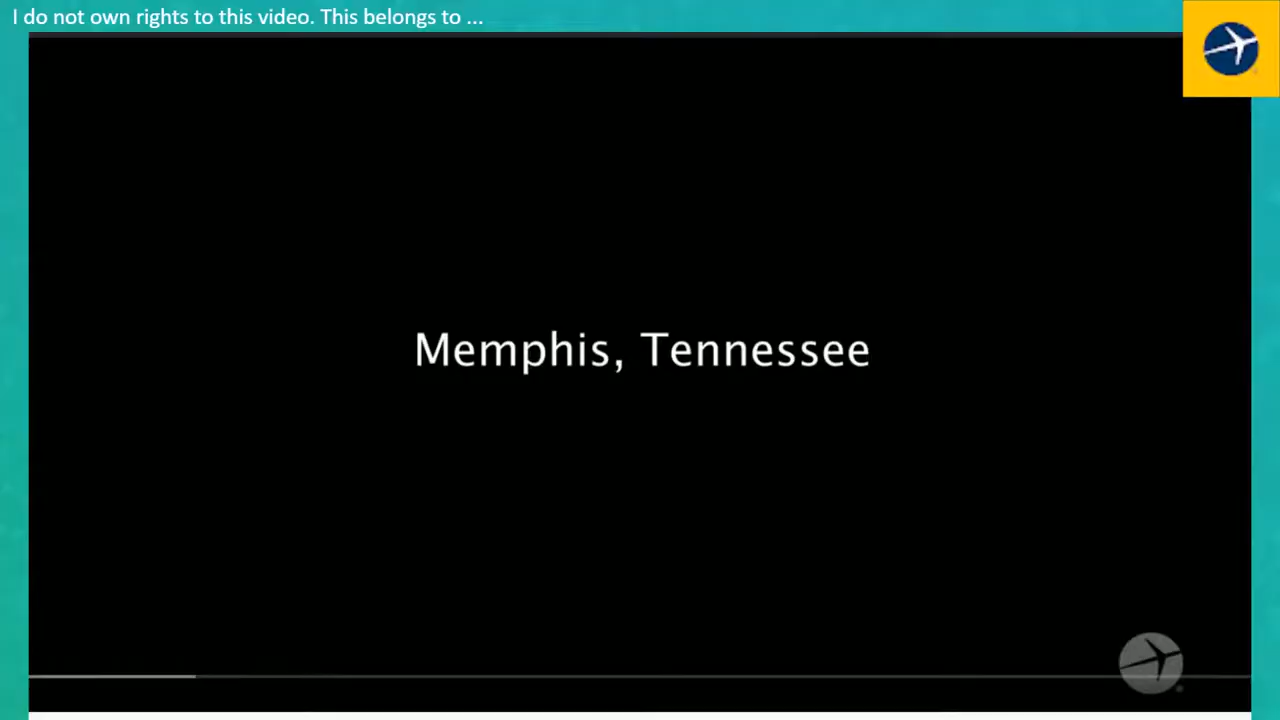 I do not own rights to this video. This belongs to ...
Memphis, Tennessee